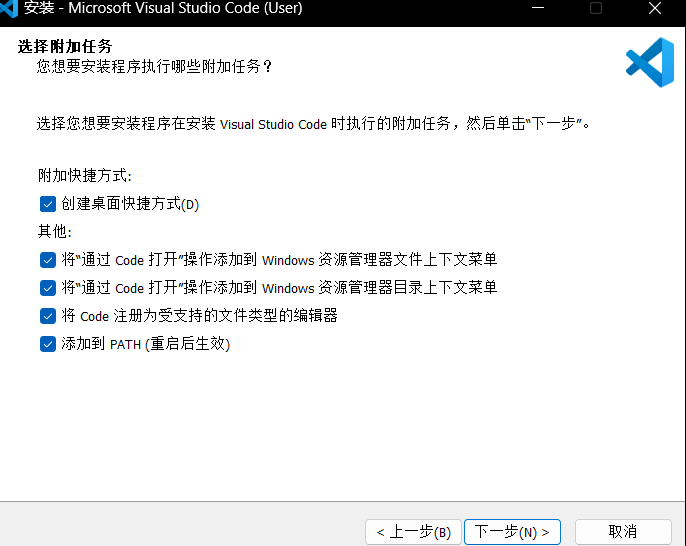 安装 - Microsoft Visual Studio Code (User)
选择附加任务
您想要安装程序执行哪些附加任务？
选择您想要安装程序在安装 Visual Studio Code 时执行的附加任务，然后单击“下一步”。
附加快捷方式:
创建桌面快捷方式(D)
其他:
将“通过 Code 打开”操作添加到 Windows 资源管理器文件上下文菜单
将“通过 Code 打开”操作添加到 Windows 资源管理器目录上下文菜单
将 Code 注册为受支持的文件类型的编辑器
添加到 PATH (重启后生效)
< 上一步(B) 下一步(N) > 取消